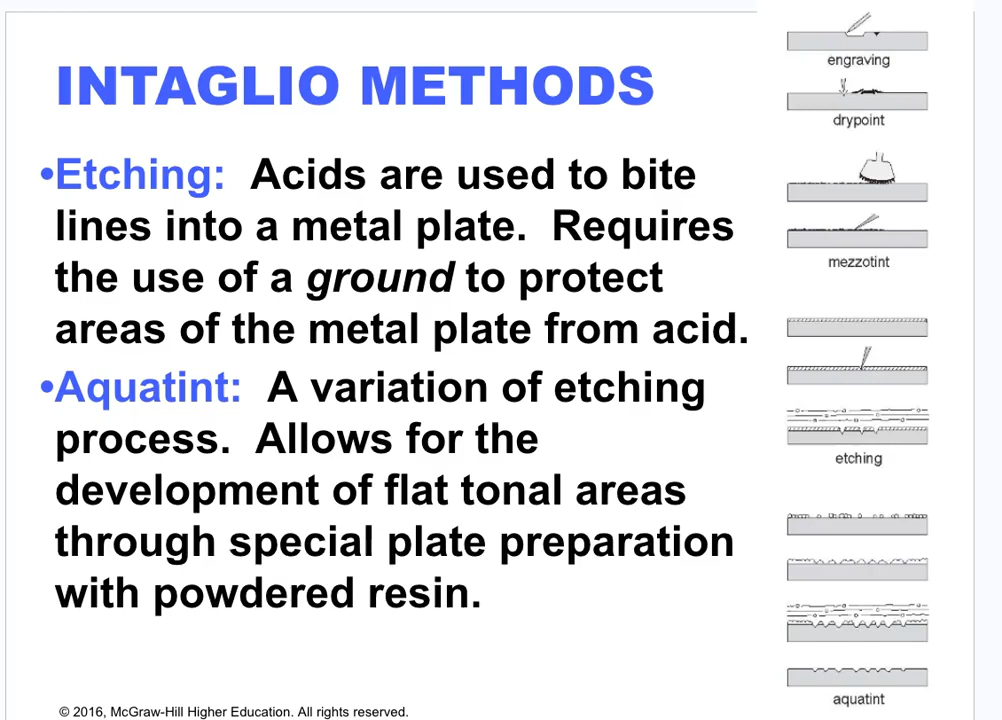 INTAGLIO METHODS
•Etching: Acids are used to bite
lines into a metal plate. Requires
the use of a ground to protect
areas of the metal plate from acid.
•Aquatint: A variation of etching
process. Allows for the
development of flat tonal areas
through special plate preparation
with powdered resin.
© 2016, McGraw-Hill Higher Education. All rights reserved.
engraving
drypoint
mezzotint
etching
aquatint